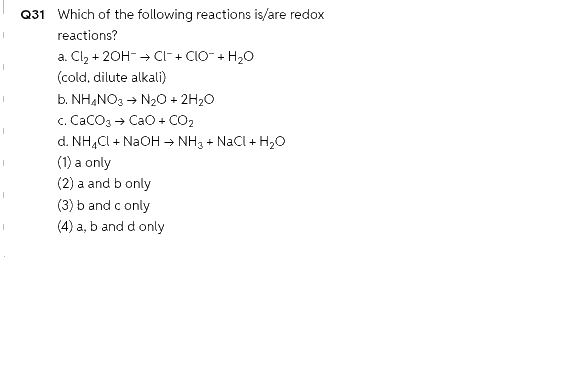 Q31 Which of the following reactions is/are redox
reactions?
a. Cl₂ + 2OH⁻ → Cl⁻ + ClO⁻ + H₂O
(cold, dilute alkali)
b. NH₄NO₃ → N₂O + 2H₂O
c. CaCO₃ → CaO + CO₂
d. NH₄Cl + NaOH → NH₃ + NaCl + H₂O
(1) a only
(2) a and b only
(3) b and c only
(4) a, b and d only